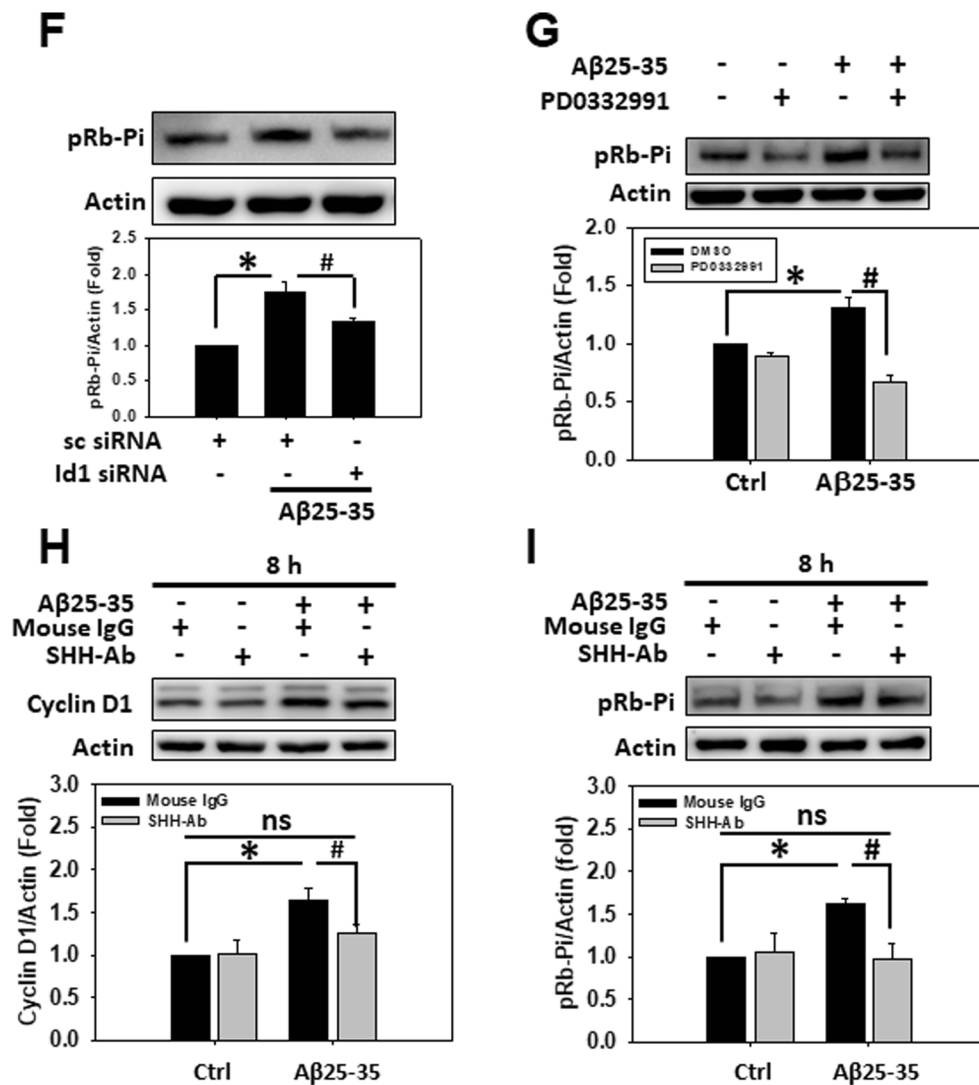 F
pRb-Pi
Actin
2.5
2.0
1.5
1.0
0.5
0.0
pRb-Pi/Actin (Fold)
* #
sc siRNA + + -
Id1 siRNA - - +
Aβ25-35
G
Aβ25-35 - - + +
PD0332991 - + - +
pRb-Pi
Actin
2.0
1.5
1.0
0.5
0.0
pRb-Pi/Actin (Fold)
DMSO
PD0332991
* #
Ctrl Aβ25-35
H
8 h
Aβ25-35 - - + +
Mouse IgG + - + -
SHH-Ab - + - +
Cyclin D1
Actin
3.0
2.5
2.0
1.5
1.0
0.5
0.0
Cyclin D1/Actin (Fold)
Mouse IgG
SHH-Ab
ns
* #
Ctrl Aβ25-35
I
8 h
Aβ25-35 - - + +
Mouse IgG + - + -
SHH-Ab - + - +
pRb-Pi
Actin
3.0
2.5
2.0
1.5
1.0
0.5
0.0
pRb-Pi/Actin (fold)
Mouse IgG
SHH-Ab
ns
* #
Ctrl Aβ25-35